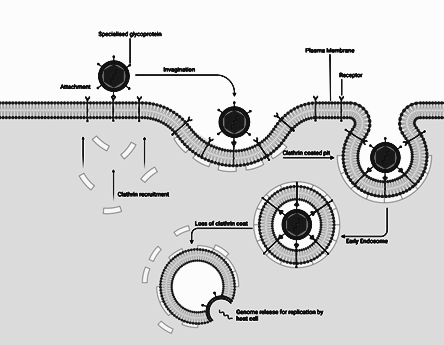 Specialised glycoprotein
Plasma Membrane
Invagination
Receptor
Attachment
Clathrin coated pit
Clathrin recruitment
Loss of clathrin coat
Early Endosome
Genome release for replication by
host cell